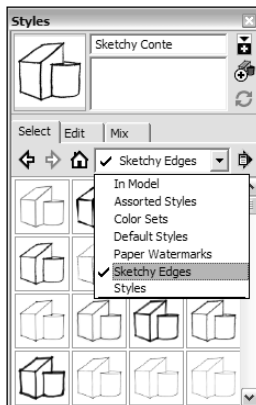 Styles
Sketchy Conte
Select Edit Mix
Sketchy Edges
In Model
Assorted Styles
Color Sets
Default Styles
Paper Watermarks
Sketchy Edges
Styles